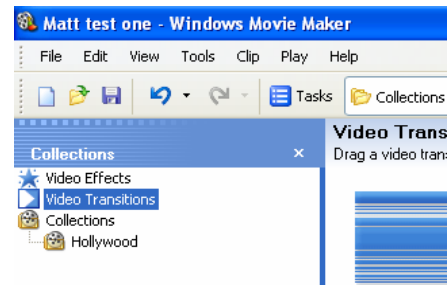 Matt test one - Windows Movie Maker
File Edit View Tools Clip Play Help
Tasks Collections
Collections
Video Effects
Video Transitions
Collections
Hollywood
Video Trans
Drag a video tran